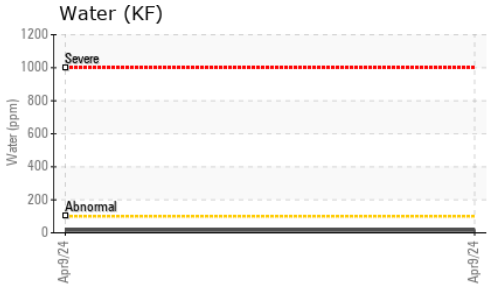 Water (KF)
1200
Severe
1000
800
Water (ppm)
600
400
200
Abnormal
0
Apr9/24
Apr9/24